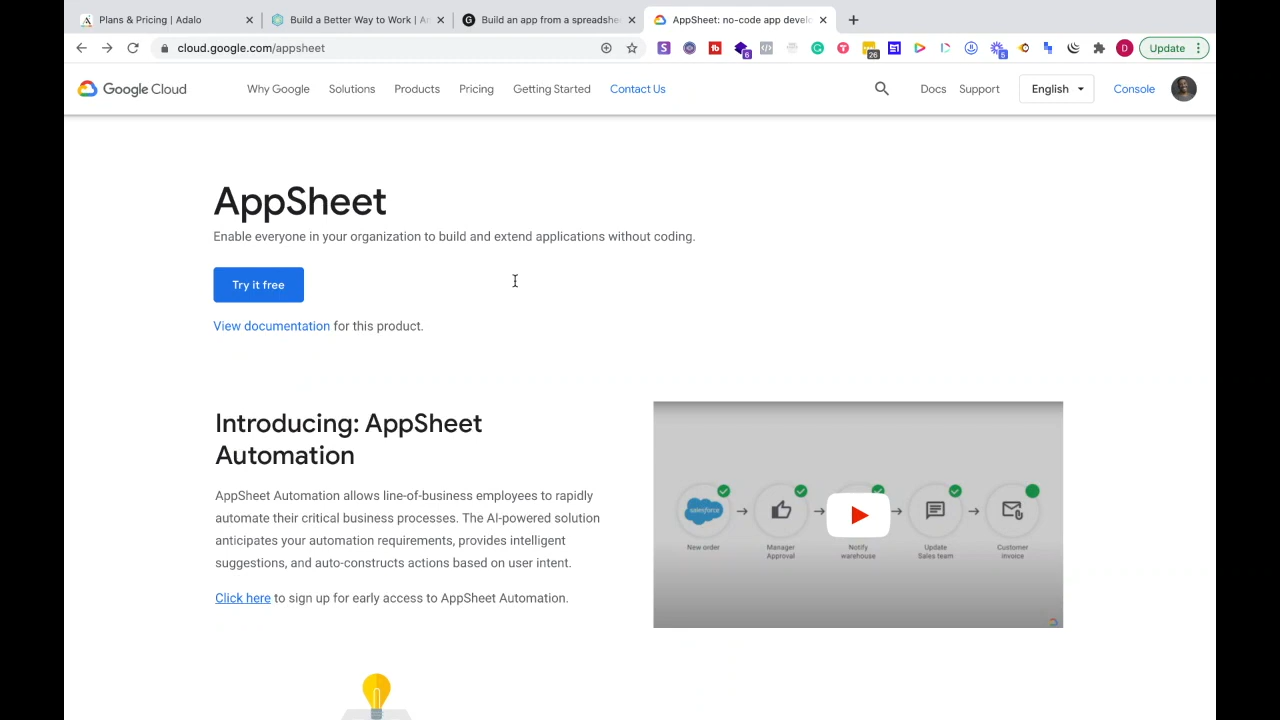 Plans & Pricing | Adalo
Build a Better Way to Work | A
Build an app from a spreadshe
AppSheet: no-code app develo
cloud.google.com/appsheet
26
6
5
D
Update
Google Cloud
Why Google
Solutions
Products
Pricing
Getting Started
Contact Us
Docs
Support
English
Console
AppSheet
Enable everyone in your organization to build and extend applications without coding.
Try it free
View documentation for this product.
Introducing: AppSheet
Automation
AppSheet Automation allows line-of-business employees to rapidly
automate their critical business processes. The AI-powered solution
anticipates your automation requirements, provides intelligent
suggestions, and auto-constructs actions based on user intent.
Click here to sign up for early access to AppSheet Automation.
salesforce
New order
Manager
Approval
Notify
warehouse
Update
Sales team
Customer
invoice